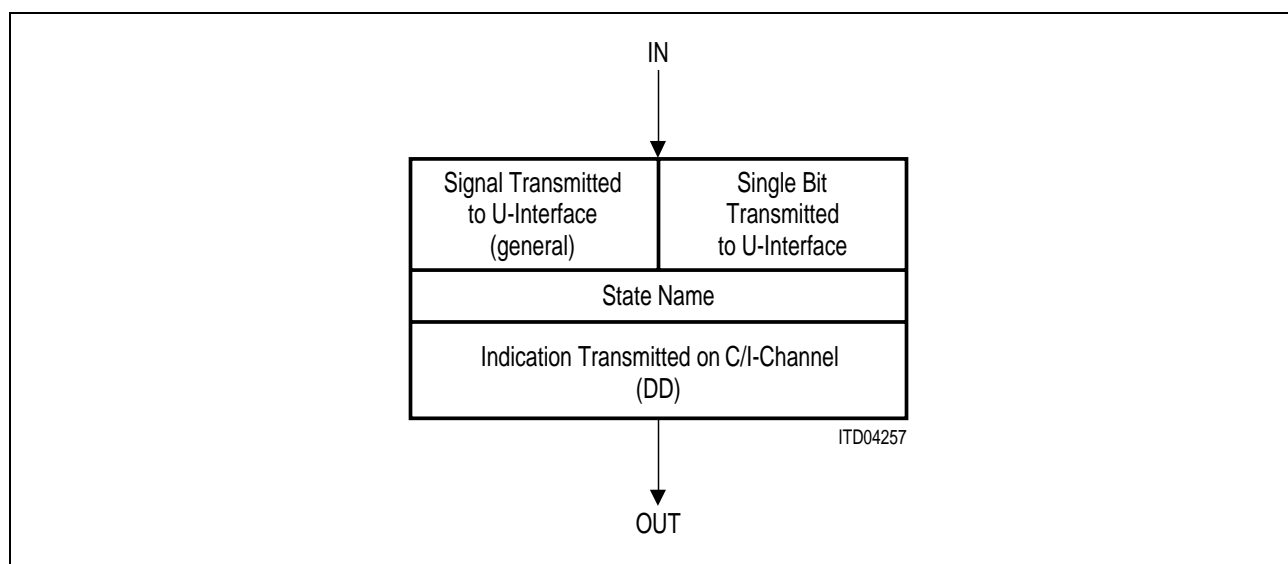 IN
Signal Transmitted
to U-Interface
(general)
Single Bit
Transmitted
to U-Interface
State Name
Indication Transmitted on C/I-Channel
(DD)
ITD04257
OUT